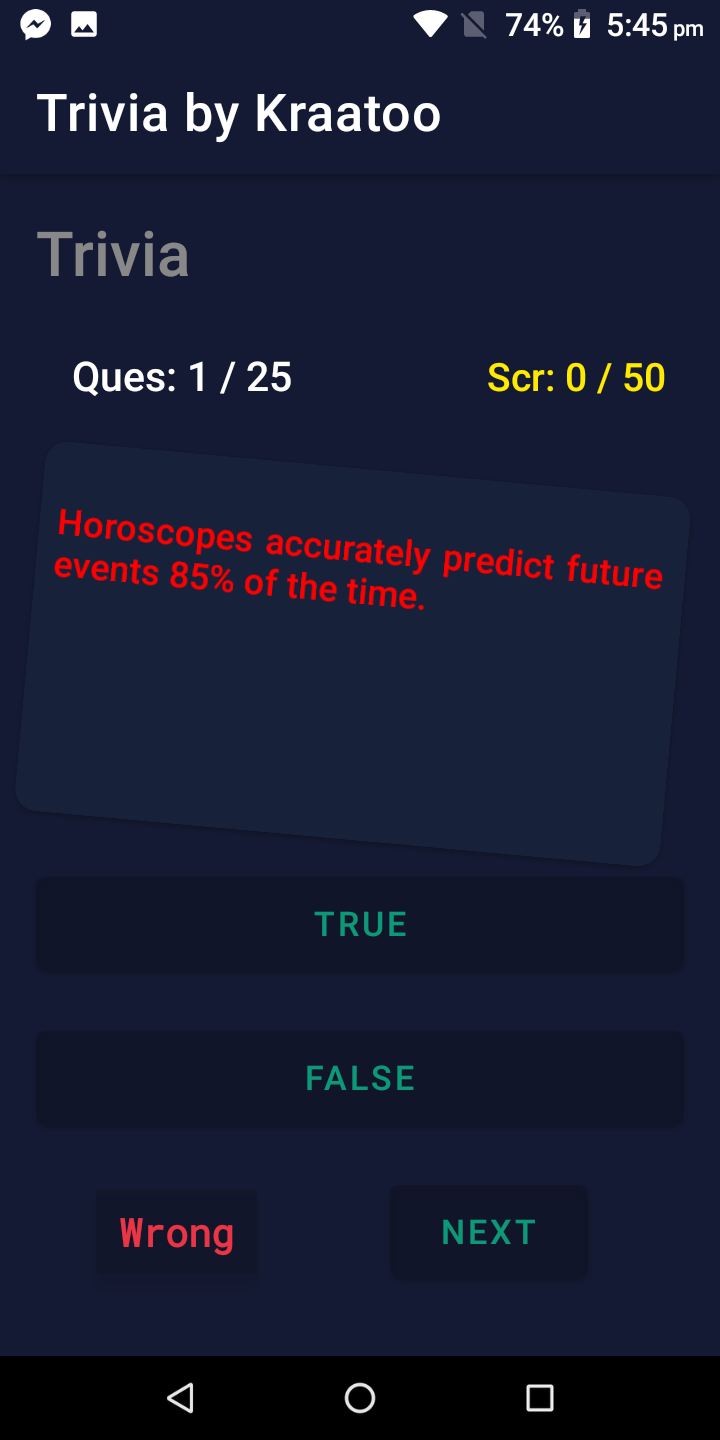 74% 5:45 pm
Trivia by Kraatoo
Trivia
Ques: 1 / 25
Scr: 0 / 50
Horoscopes accurately predict future
events 85% of the time.
TRUE
FALSE
Wrong
NEXT